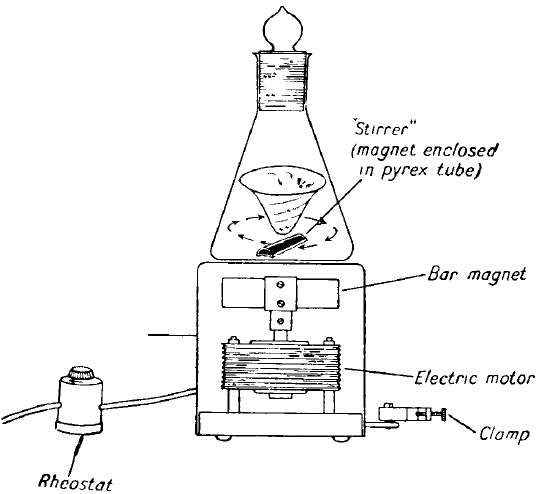 "Stirrer"
(magnet enclosed
in pyrex tube)
Bar magnet
Electric motor
Clamp
Rheostat